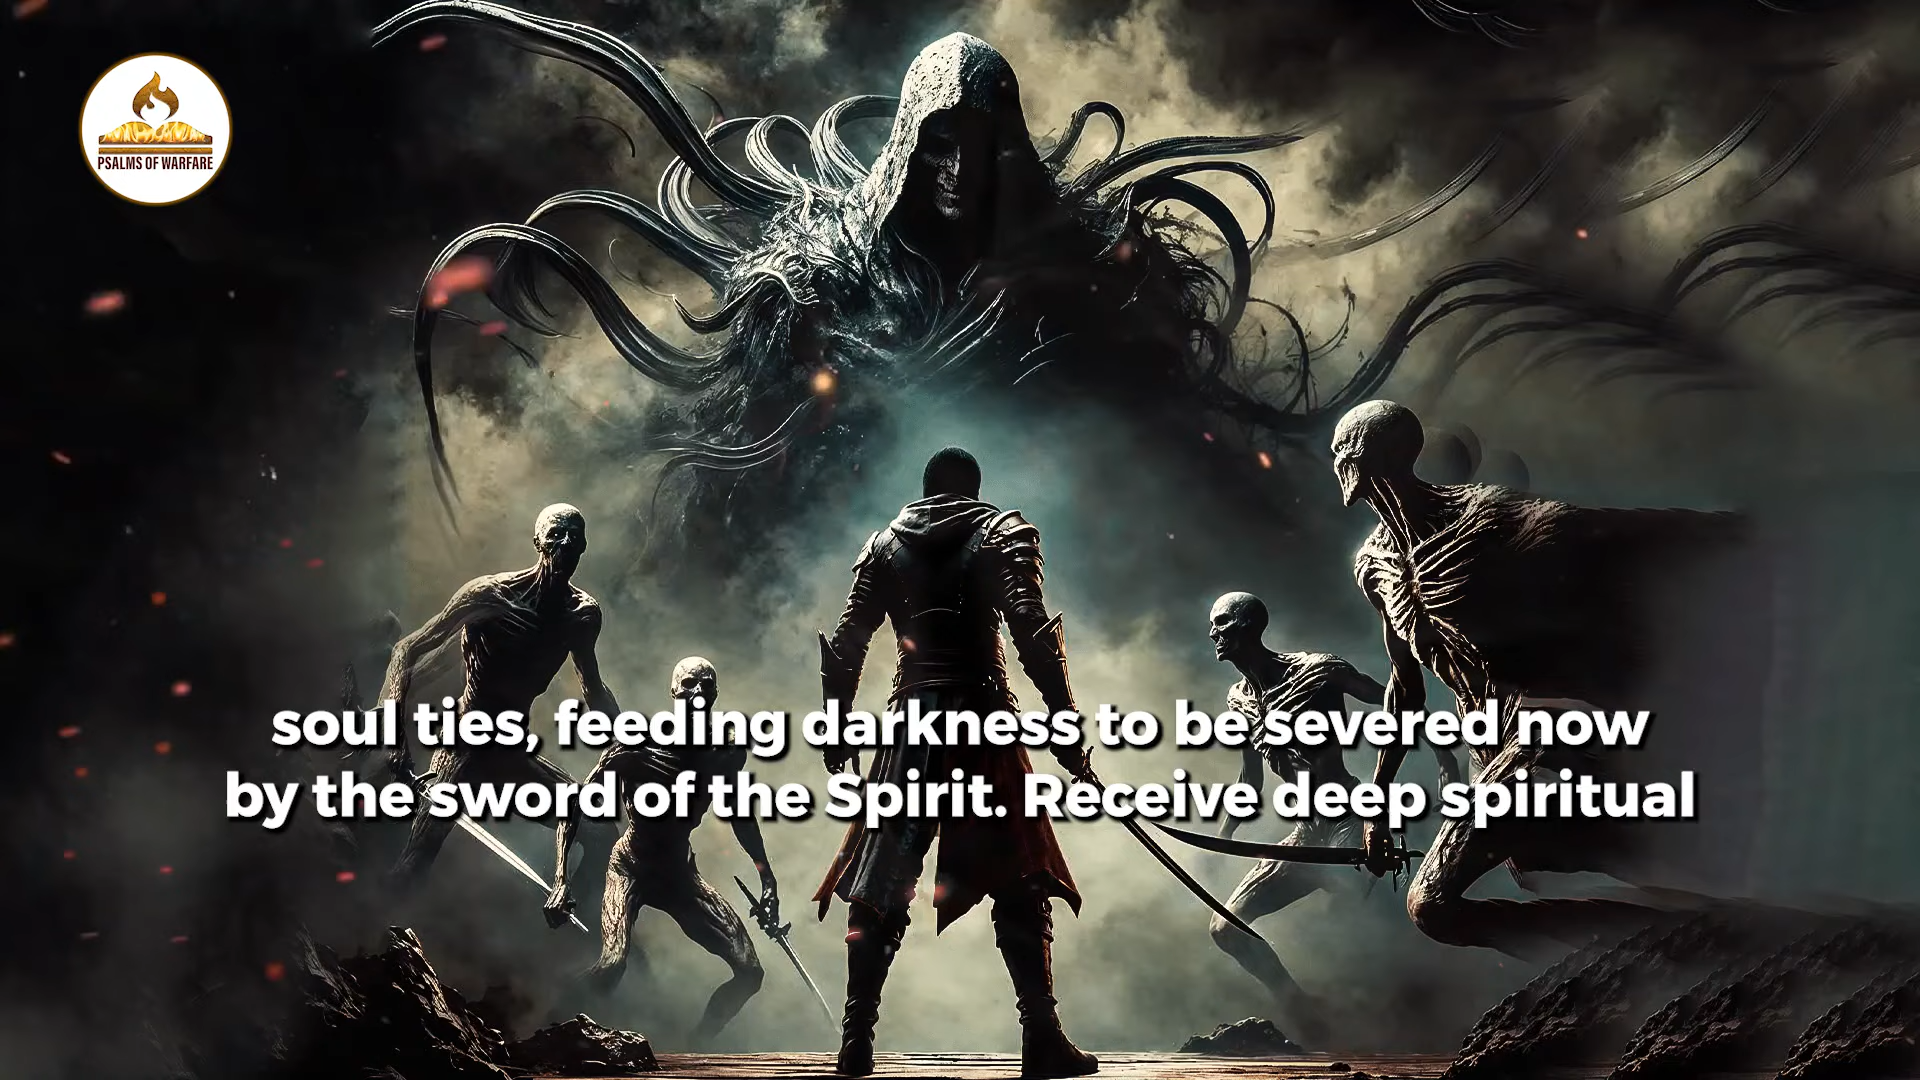 PSALMS OF WARFARE
soul ties, feeding darkness to be severed now
by the sword of the Spirit. Receive deep spiritual